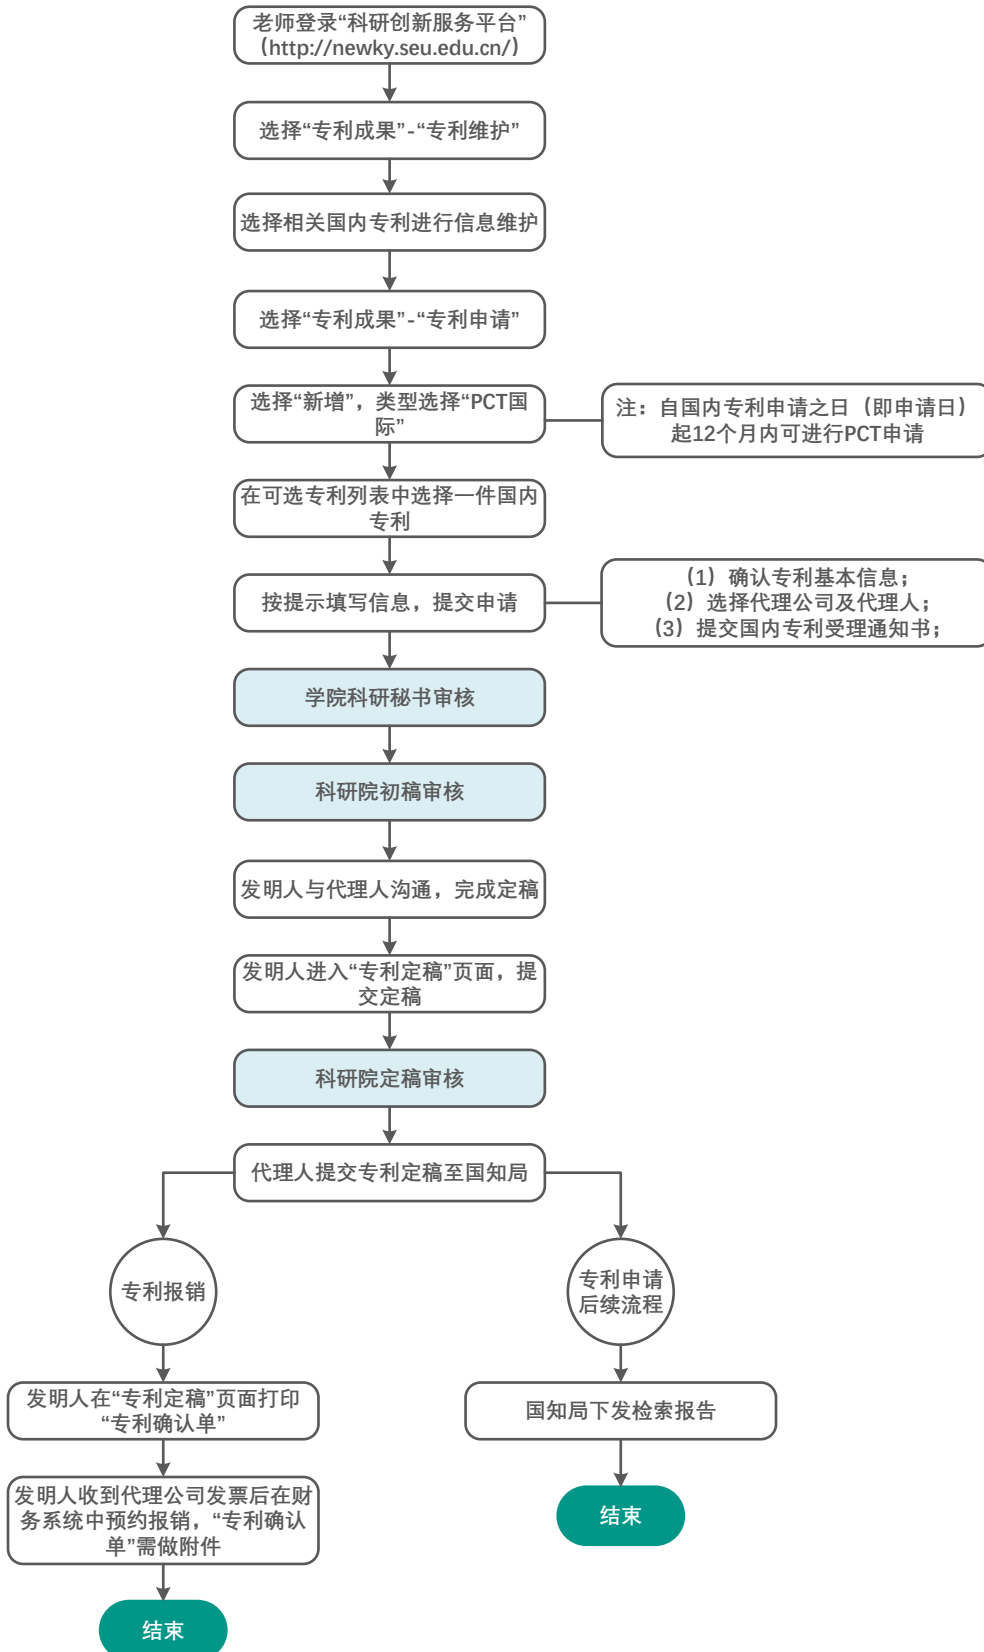 老师登录“科研创新服务平台”
（http://newky.seu.edu.cn/）
选择“专利成果”-“专利维护”
选择相关国内专利进行信息维护
选择“专利成果”-“专利申请”
选择“新增”，类型选择“PCT国
际”
注：自国内专利申请之日（即申请日）
起12个月内可进行PCT申请
在可选专利列表中选择一件国内
专利
按提示填写信息，提交申请
（1）确认专利基本信息；
（2）选择代理公司及代理人；
（3）提交国内专利受理通知书；
学院科研秘书审核
科研院初稿审核
发明人与代理人沟通，完成定稿
发明人进入“专利定稿”页面，提
交定稿
科研院定稿审核
代理人提交专利定稿至国知局
专利报销
专利申请
后续流程
发明人在“专利定稿”页面打印
“专利确认单”
国知局下发检索报告
发明人收到代理公司发票后在财
务系统中预约报销，“专利确认
单”需做附件
结束
结束